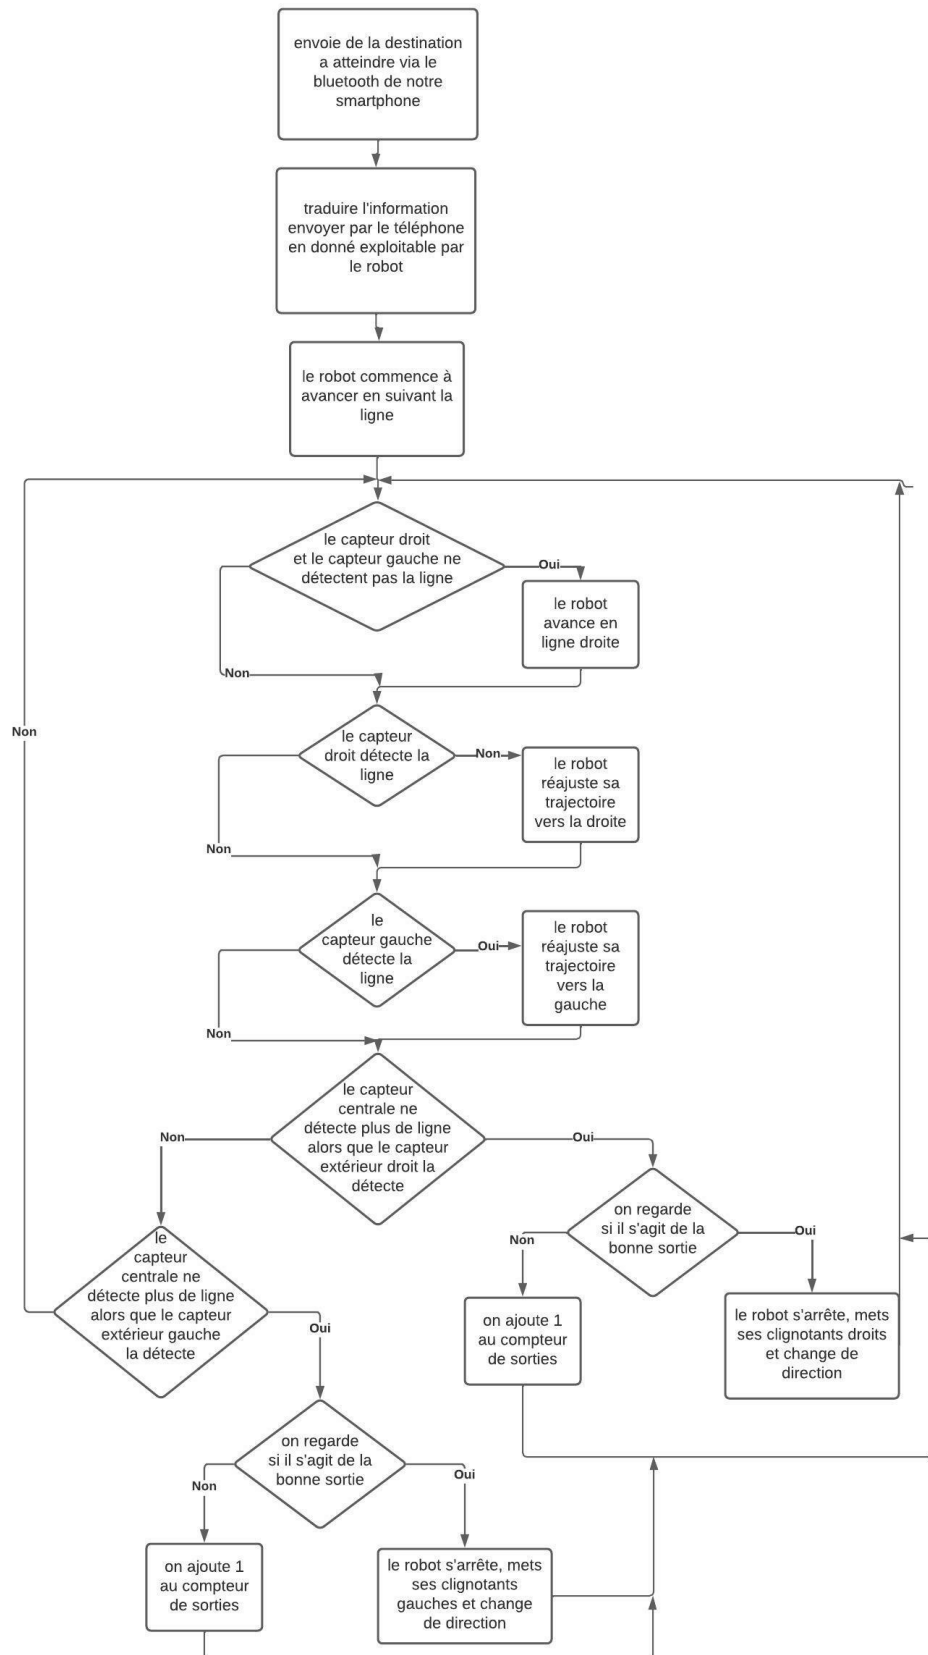 envoie de la destination
a atteindre via le
bluetooth de notre
smartphone
traduire l'information
envoyer par le téléphone
en donné exploitable par
le robot
le robot commence à
avancer en suivant la
ligne
le capteur droit
et le capteur gauche ne
détectent pas la ligne
Oui
le robot
avance en
ligne droite
Non
Non
le capteur
droit détecte la
ligne
Non
le robot
réajuste sa
trajectoire
vers la droite
Non
le
capteur gauche
détecte la
ligne
Oui
le robot
réajuste sa
trajectoire
vers la
gauche
Non
le capteur
centrale ne
détecte plus de ligne
alors que le capteur
extérieur droit la
détecte
Non
Oui
on regarde
si il s'agit de la
bonne sortie
Non
Oui
le
capteur
centrale ne
détecte plus de ligne
alors que le capteur
extérieur gauche
la détecte
Oui
on ajoute 1
au compteur
de sorties
le robot s'arrête, mets
ses clignotants droits
et change de
direction
on regarde
si il s'agit de la
bonne sortie
Non
Oui
on ajoute 1
au compteur
de sorties
le robot s'arrête, mets
ses clignotants
gauches et change
de direction